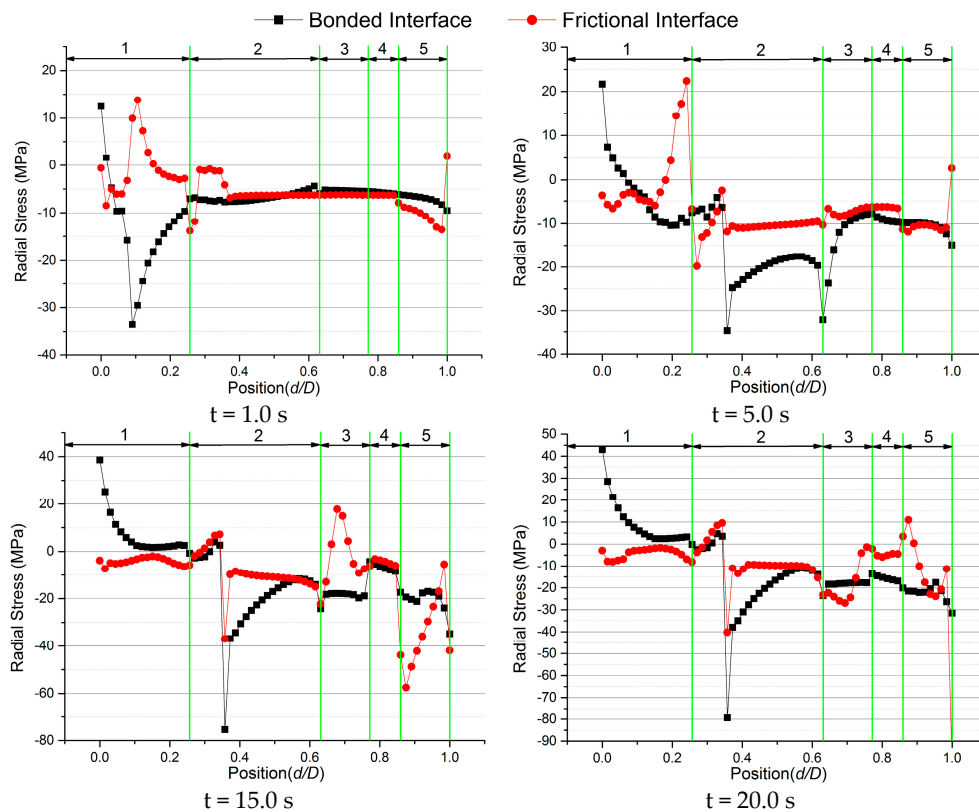 Bonded Interface Frictional Interface
1 2 3 4 5
20
10
0
-10
-20
-30
-40
Radial Stress (MPa)
0.0 0.2 0.4 0.6 0.8 1.0
Position(d/D)
t = 1.0 s
1 2 3 4 5
30
20
10
0
-10
-20
-30
-40
Radial Stress (MPa)
0.0 0.2 0.4 0.6 0.8 1.0
Position(d/D)
t = 5.0 s
1 2 3 4 5
40
20
0
-20
-40
-60
-80
Radial Stress (MPa)
0.0 0.2 0.4 0.6 0.8 1.0
Position(d/D)
t = 15.0 s
1 2 3 4 5
50
40
30
20
10
0
-10
-20
-30
-40
-50
-60
-70
-80
-90
Radial Stress (MPa)
0.0 0.2 0.4 0.6 0.8 1.0
Position(d/D)
t = 20.0 s